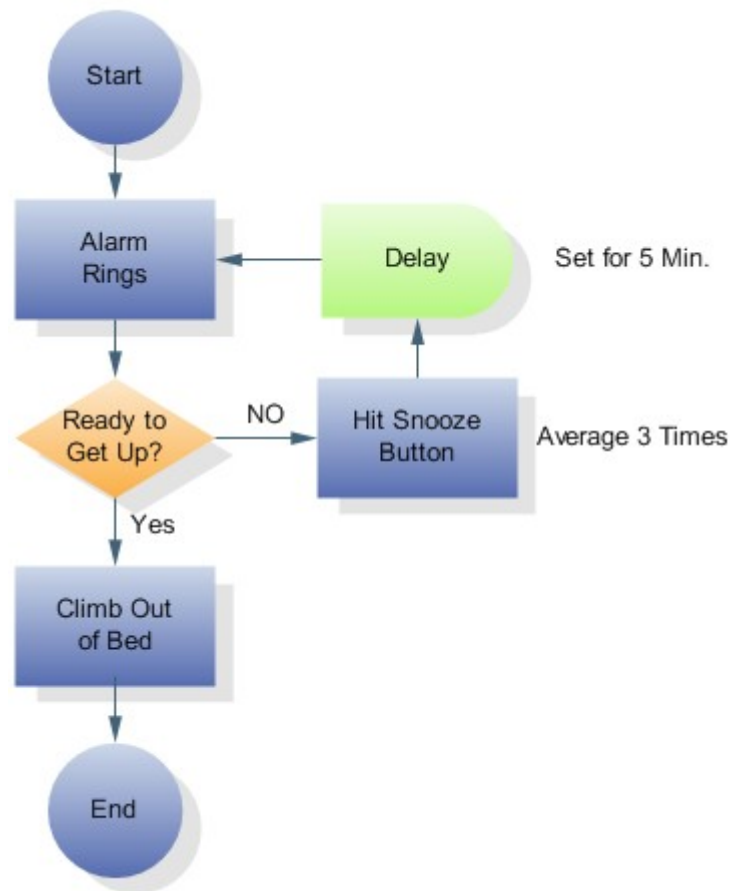 Start
Alarm
Rings
Delay
Set for 5 Min.
Ready to
Get Up?
NO
Hit Snooze
Button
Average 3 Times
Yes
Climb Out
of Bed
End